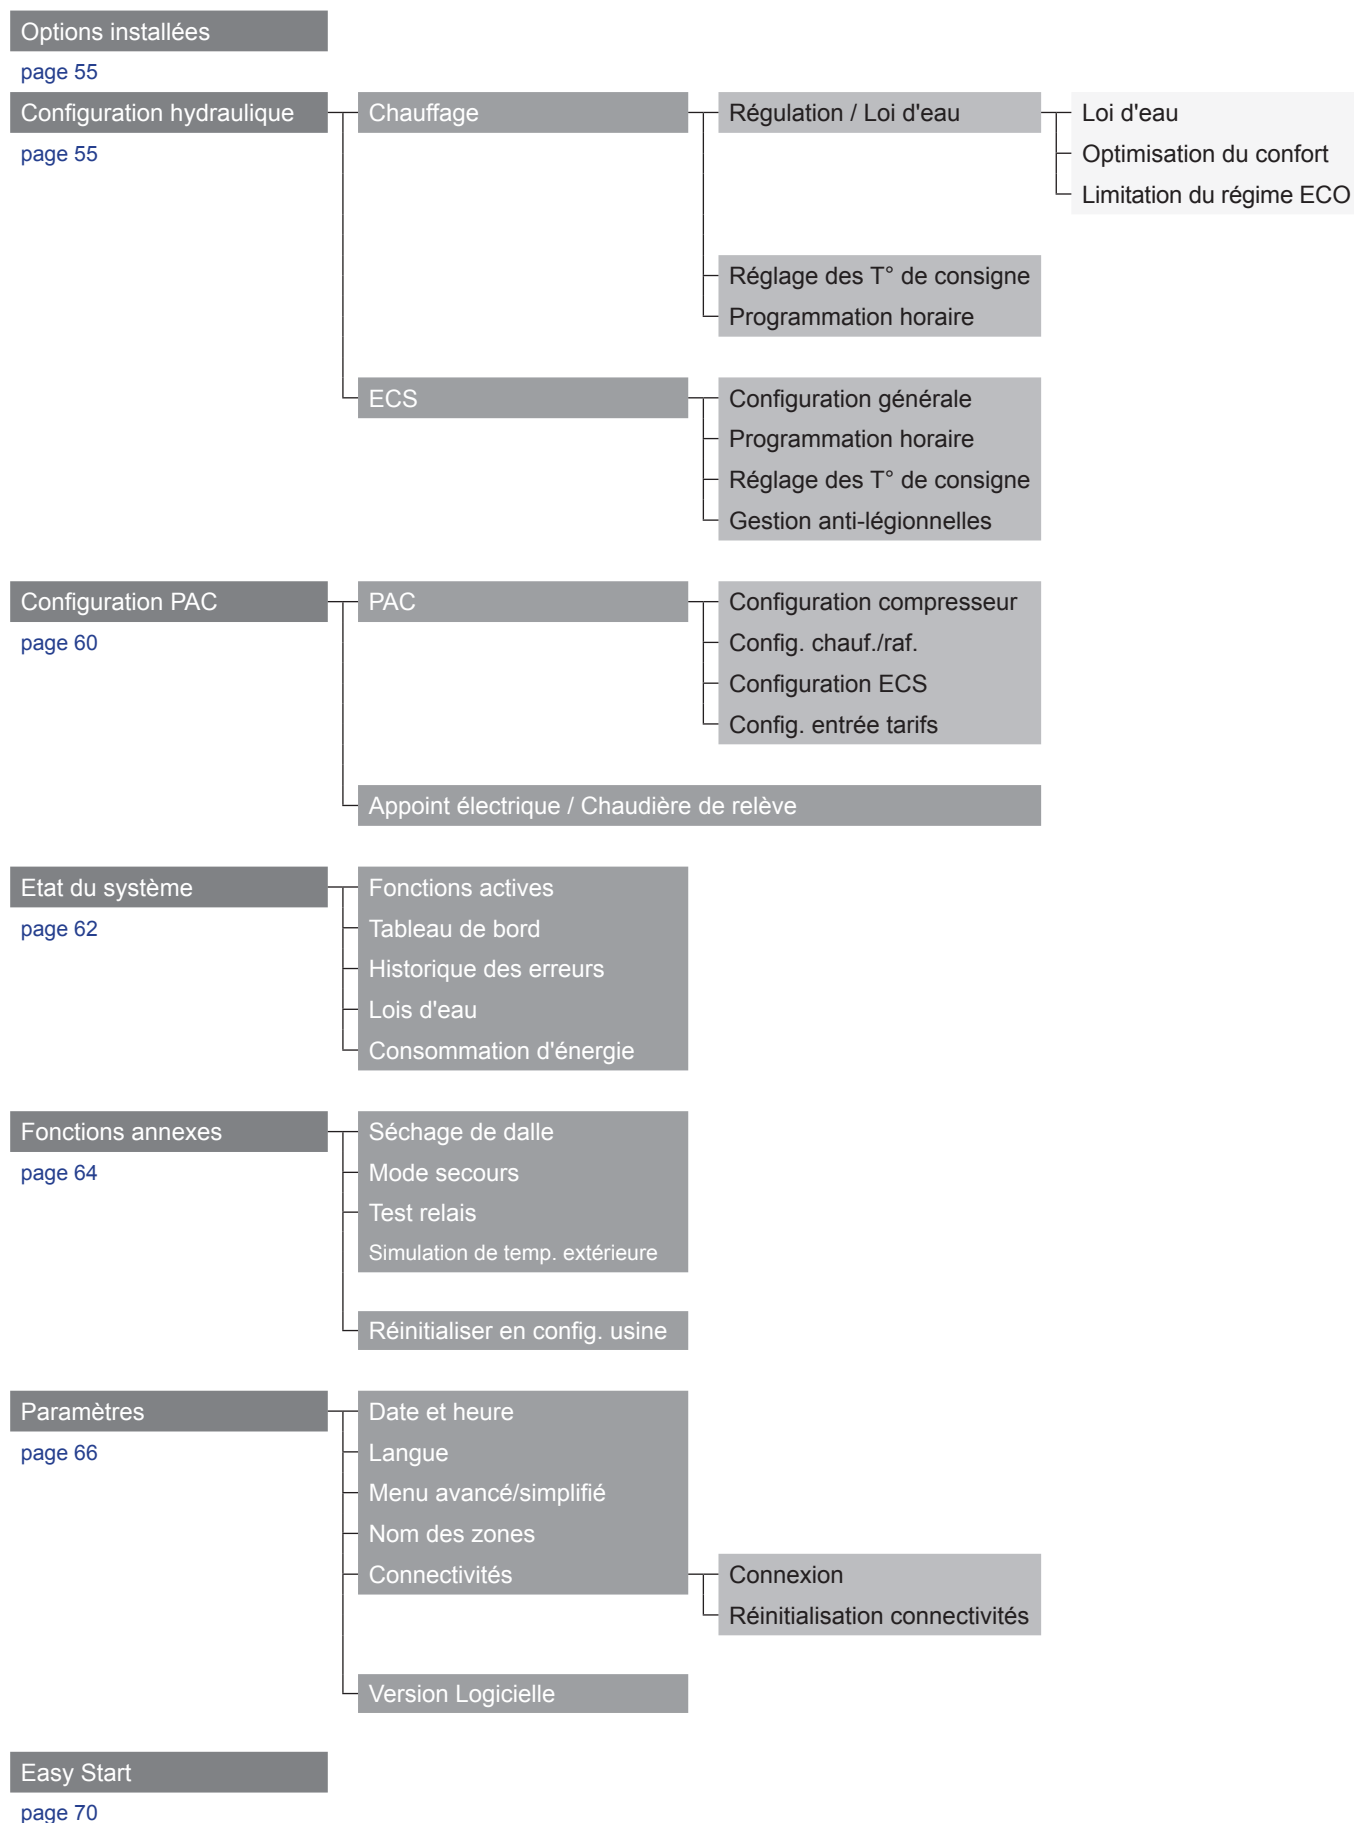 Options installées
page 55
Configuration hydraulique
page 55
Chauffage
Régulation / Loi d'eau
Loi d'eau
Optimisation du confort
Limitation du régime ECO
Réglage des T° de consigne
Programmation horaire
ECS
Configuration générale
Programmation horaire
Réglage des T° de consigne
Gestion anti-légionnelles
Configuration PAC
page 60
PAC
Configuration compresseur
Config. chauf./raf.
Configuration ECS
Config. entrée tarifs
Appoint électrique / Chaudière de relève
Etat du système
page 62
Fonctions actives
Tableau de bord
Historique des erreurs
Lois d'eau
Consommation d'énergie
Fonctions annexes
page 64
Séchage de dalle
Mode secours
Test relais
Simulation de temp. extérieure
Réinitialiser en config. usine
Paramètres
page 66
Date et heure
Langue
Menu avancé/simplifié
Nom des zones
Connectivités
Connexion
Réinitialisation connectivités
Version Logicielle
Easy Start
page 70